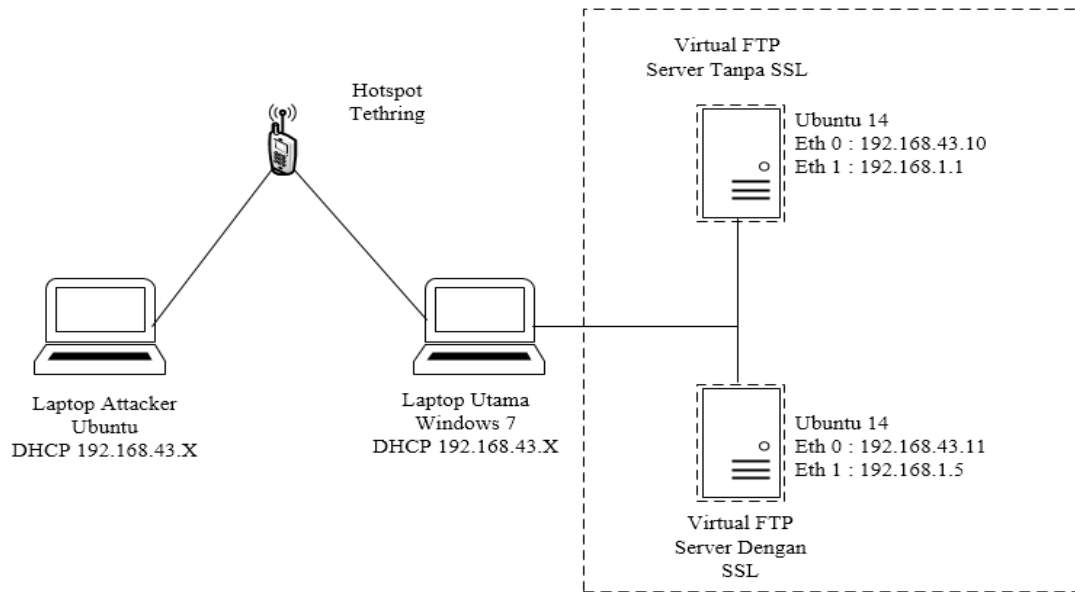 Virtual FTP
Server Tanpa SSL
Hotspot
Tethring
Ubuntu 14
Eth 0 : 192.168.43.10
Eth 1 : 192.168.1.1
Laptop Attacker
Ubuntu
DHCP 192.168.43.X
Laptop Utama
Windows 7
DHCP 192.168.43.X
Ubuntu 14
Eth 0 : 192.168.43.11
Eth 1 : 192.168.1.5
Virtual FTP
Server Dengan
SSL